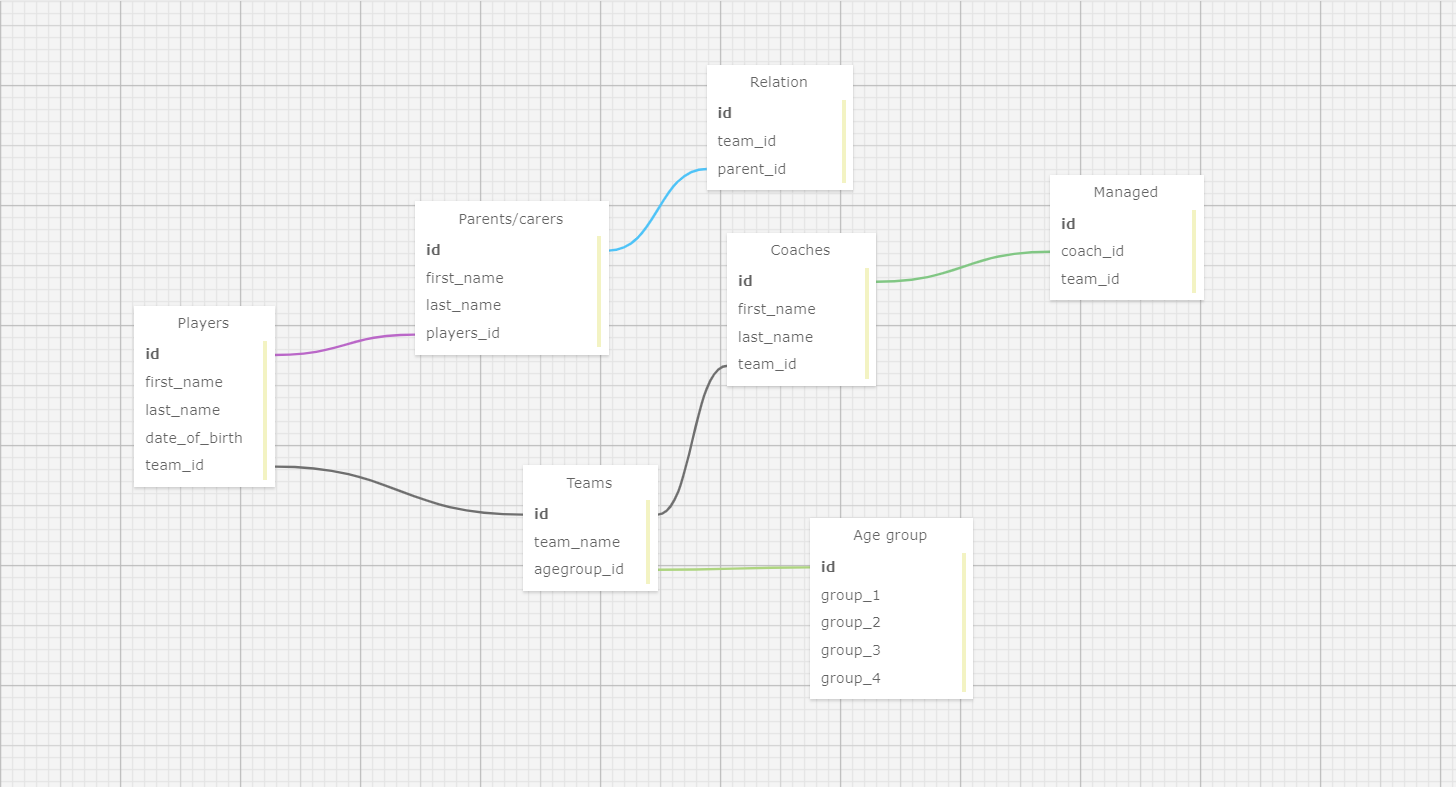 Relation
id
team_id
parent_id
Managed
id
coach_id
team_id
Parents/carers
id
first_name
last_name
players_id
Coaches
id
first_name
last_name
team_id
Players
id
first_name
last_name
date_of_birth
team_id
Teams
id
team_name
agegroup_id
Age group
id
group_1
group_2
group_3
group_4